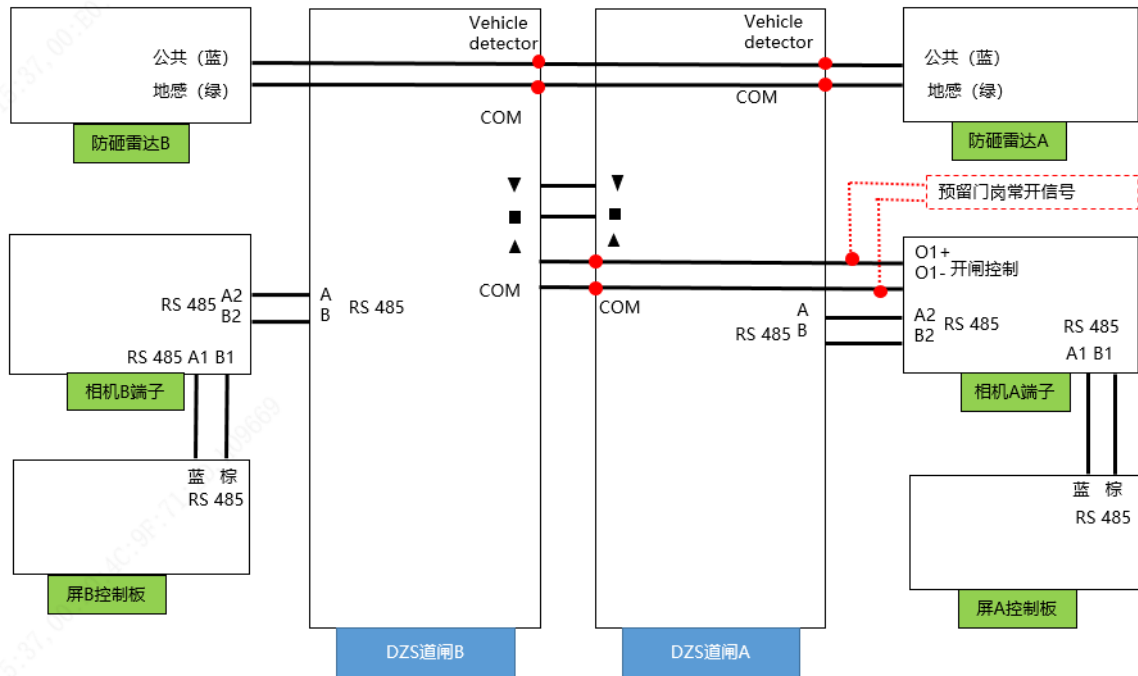 公共（蓝）
地感（绿）
防砸雷达B
Vehicle
detector
COM
Vehicle
detector
COM
公共（蓝）
地感（绿）
防砸雷达A
▼
■
▲
COM
▼
■
▲
COM
预留门岗常开信号
O1+
O1-
开闸控制
A2
B2
RS 485
RS 485
A1 B1
相机A端子
RS 485
A2
B2
RS 485 A1 B1
相机B端子
A
B
RS 485
A
B
RS 485
蓝 棕
RS 485
屏B控制板
蓝 棕
RS 485
屏A控制板
DZS道闸B
DZS道闸A